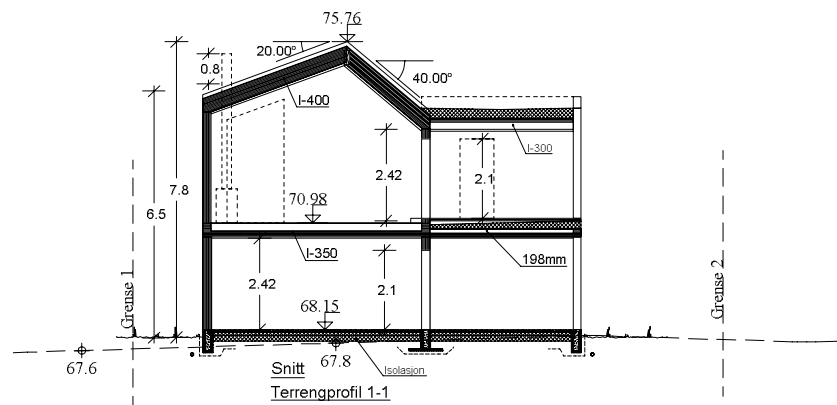 75.76
20.00°
0.8
40.00°
I-400
I-300
2.42
2.1
7.8
6.5
70.98
I-350
198mm
2.42
2.1
Grense 1
Grense 2
68.15
67.6
67.8
Snitt
Isolasjon
Terrengprofil 1-1